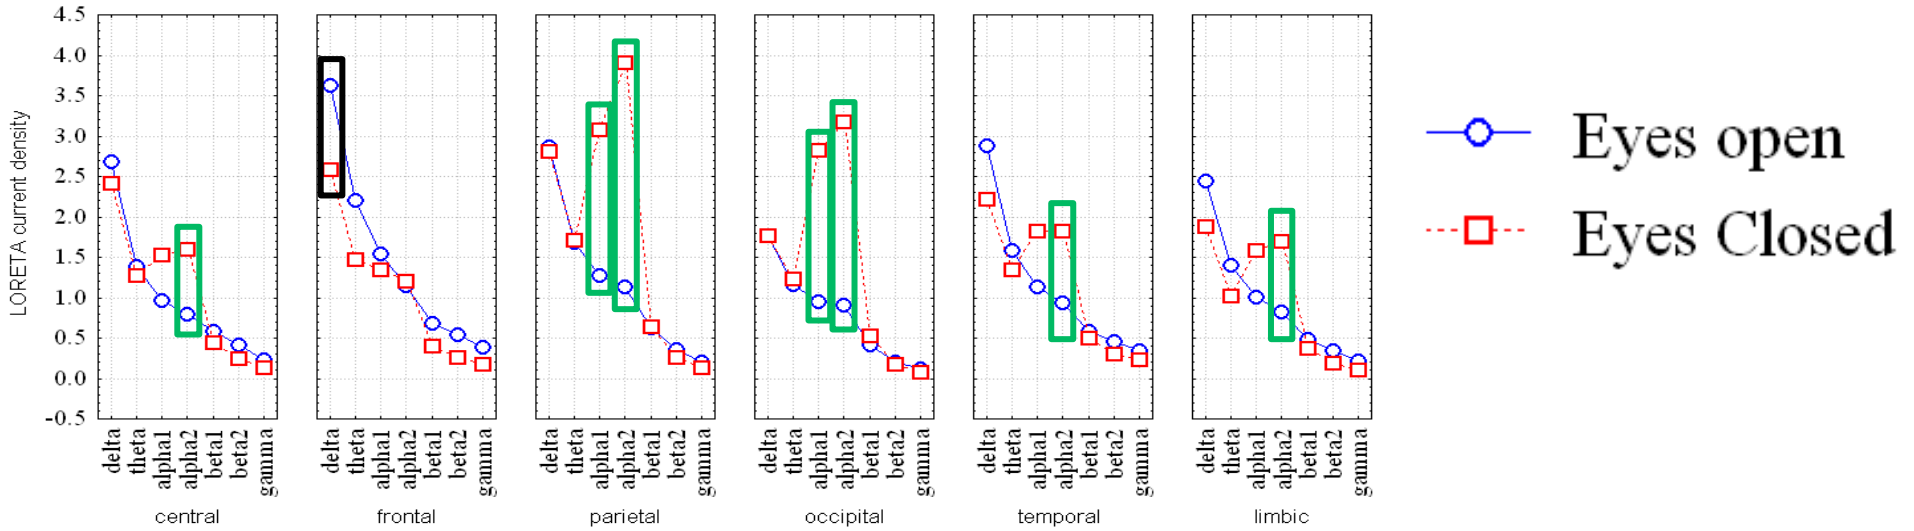 4.5
4.0
3.5
3.0
2.5
2.0
1.5
1.0
0.5
0.0
-0.5
LORETA current density
delta theta alpha1 alpha2 beta1 beta2 gamma
central
delta theta alpha1 alpha2 beta1 beta2 gamma
frontal
delta theta alpha1 alpha2 beta1 beta2 gamma
parietal
delta theta alpha1 alpha2 beta1 beta2 gamma
occipital
delta theta alpha1 alpha2 beta1 beta2 gamma
temporal
delta theta alpha1 alpha2 beta1 beta2 gamma
limbic
Eyes open
Eyes Closed